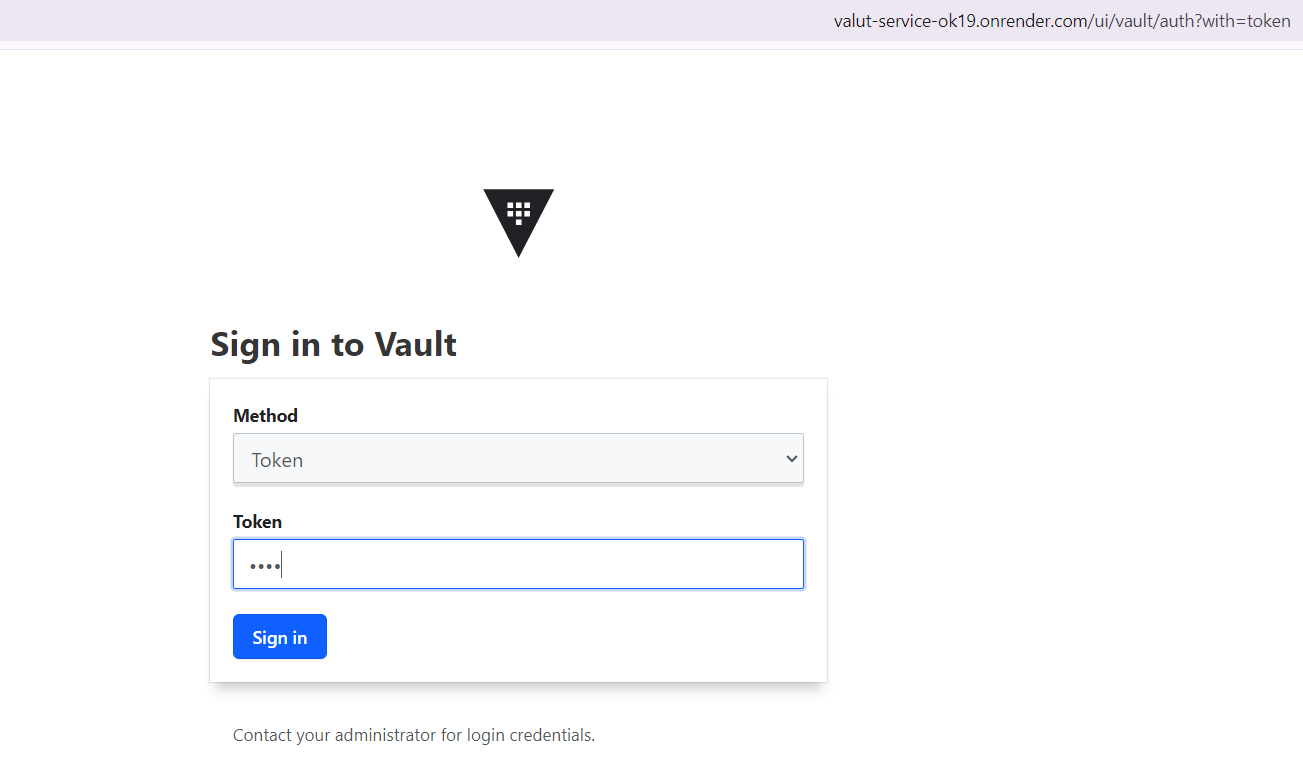 valut-service-ok19.onrender.com/ui/vault/auth?with=token
Sign in to Vault
Method
Token
Token
••••
Sign in
Contact your administrator for login credentials.